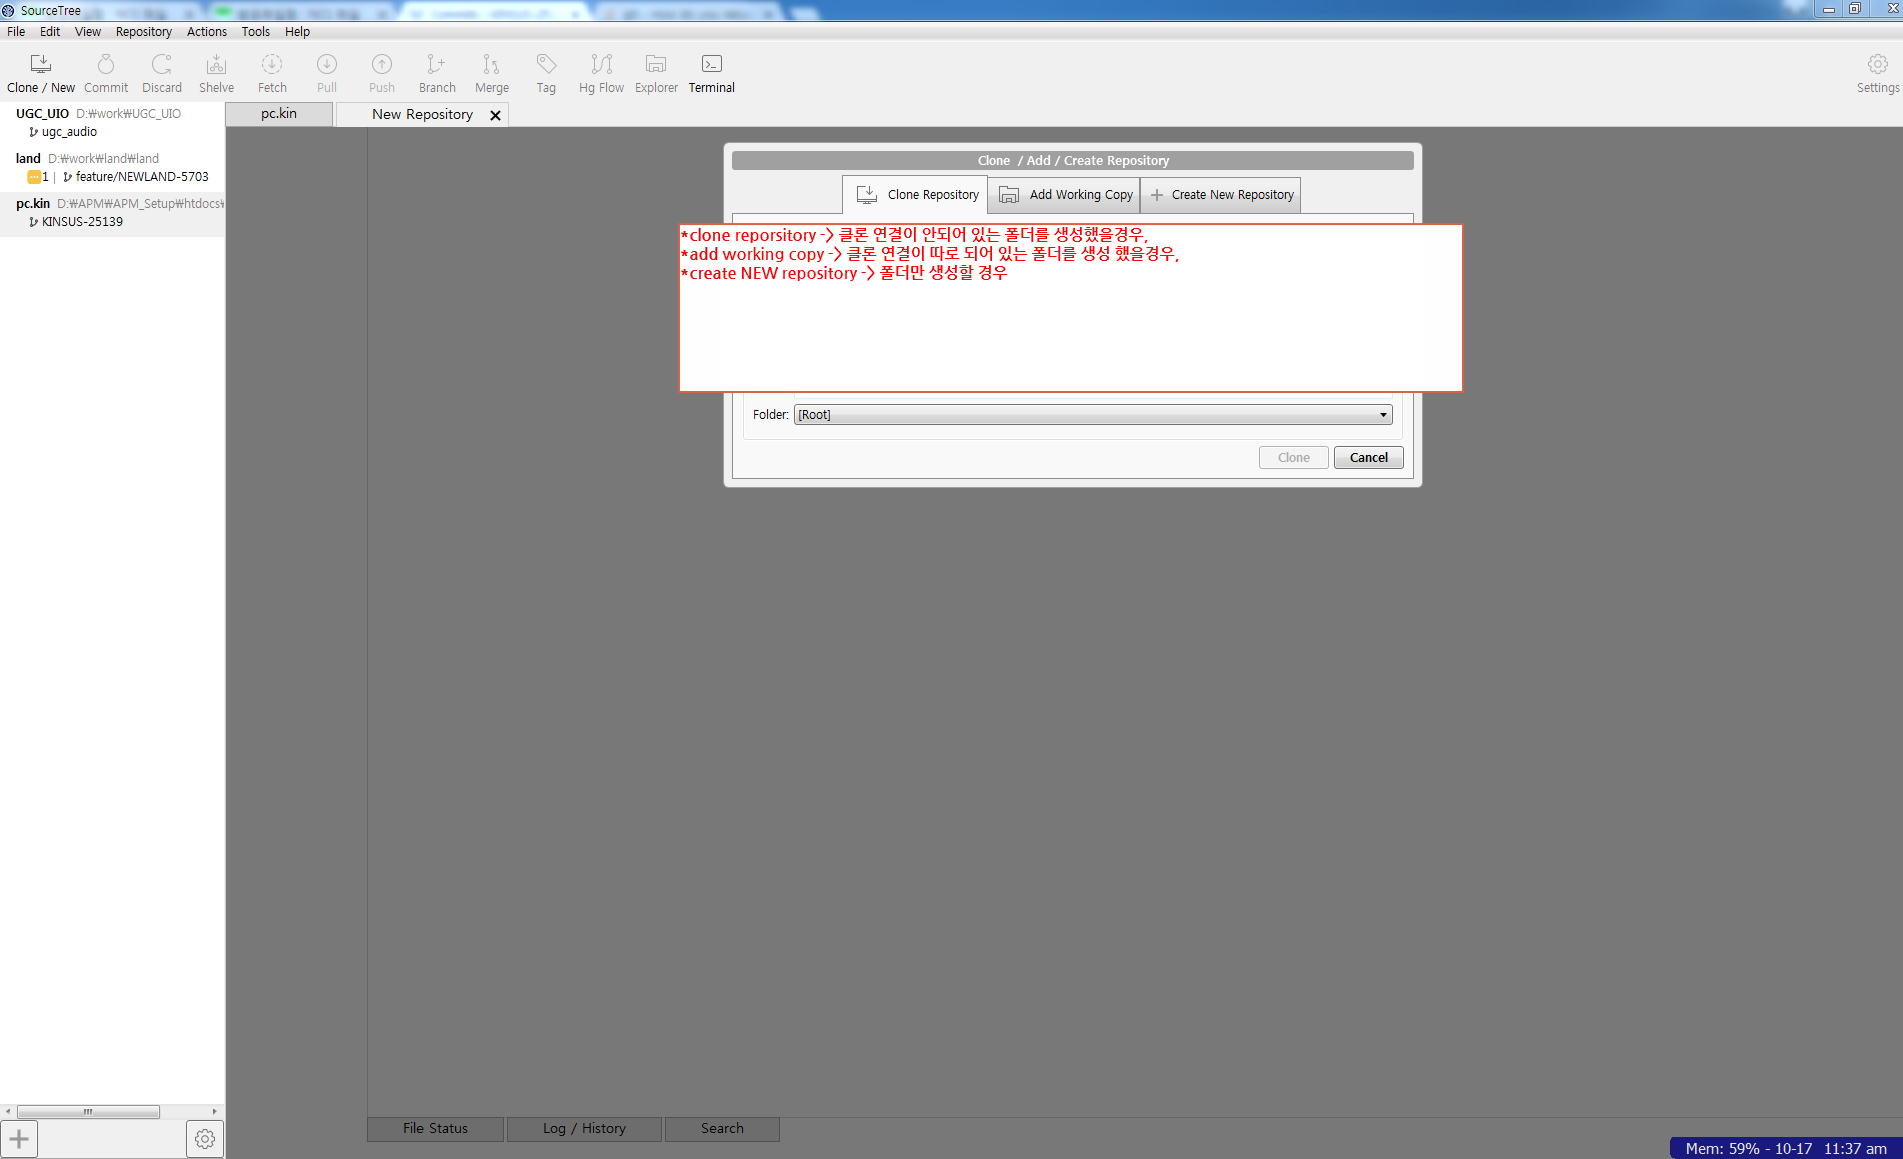 SourceTree
File Edit View Repository Actions Tools Help
Clone / New Commit Discard Shelve Fetch Pull Push Branch Merge Tag Hg Flow Explorer Terminal Settings
UGC_UIO D:₩work₩UGC_UIO
ugc_audio
land D:₩work₩land₩land
1 | feature/NEWLAND-5703
pc.kin D:₩APM₩APM_Setup₩htdocs₩
KINSUS-25139
pc.kin New Repository
Clone / Add / Create Repository
Clone Repository Add Working Copy Create New Repository
*clone reporsitory -> 클론 연결이 안되어 있는 폴더를 생성했을경우,
*add working copy -> 클론 연결이 따로 되어 있는 폴더를 생성 했을경우,
*create NEW repository -> 폴더만 생성할 경우
Folder: [Root]
Clone Cancel
File Status Log / History Search
Mem: 59% - 10-17 11:37 am